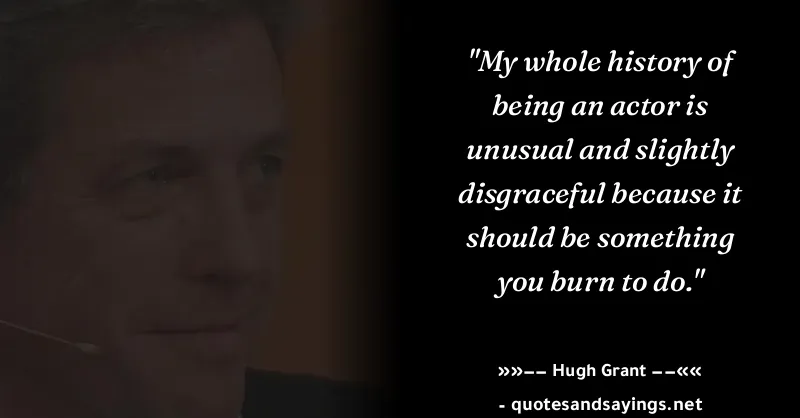 "My whole history of
being an actor is
unusual and slightly
disgraceful because it
should be something
you burn to do."
»»−− Hugh Grant −−««
- quotesandsayings.net